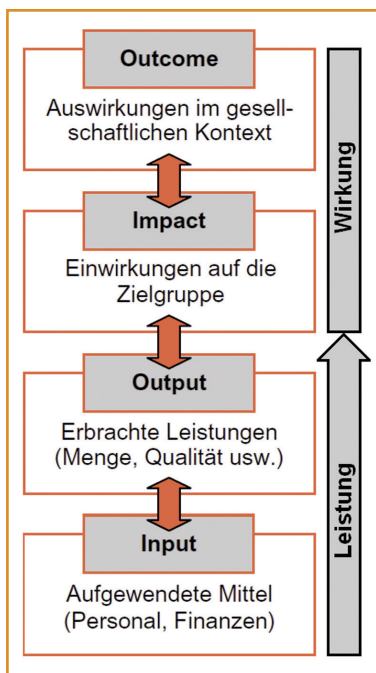 Outcome
Auswirkungen im gesell-
schaftlichen Kontext
Impact
Einwirkungen auf die
Zielgruppe
Output
Erbrachte Leistungen
(Menge, Qualität usw.)
Input
Aufgewendete Mittel
(Personal, Finanzen)
Wirkung
Leistung